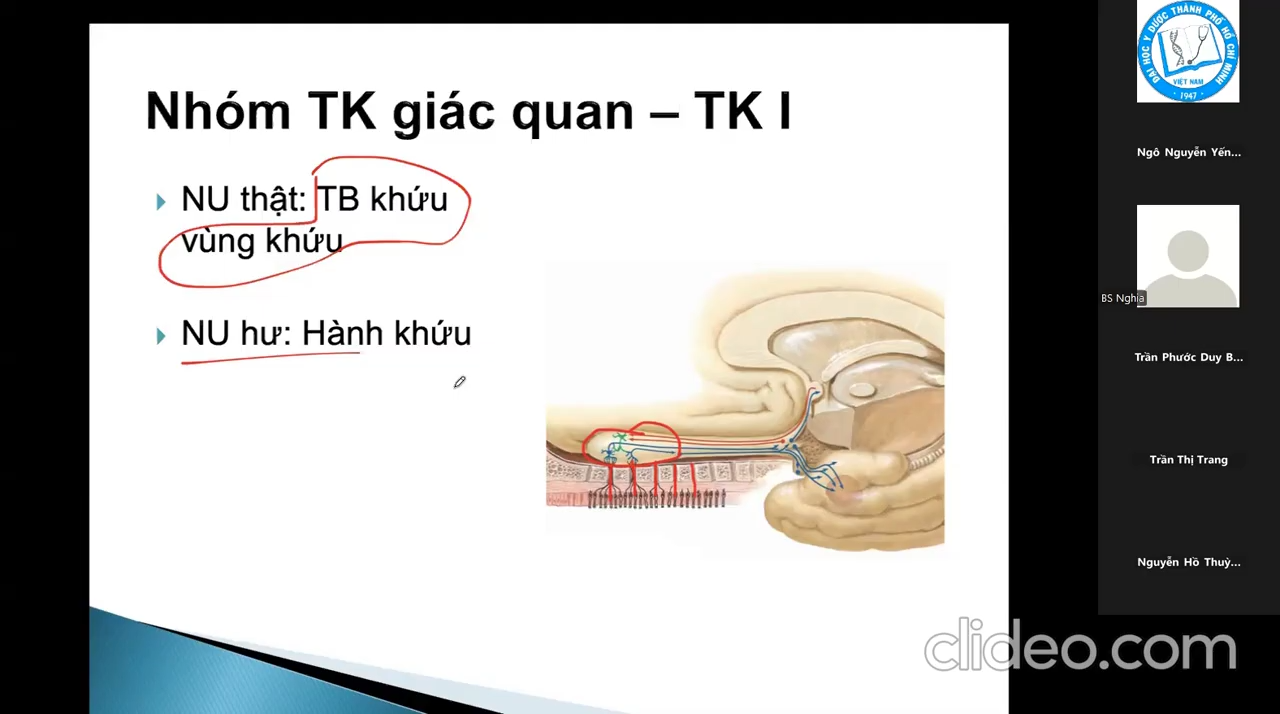 Nhóm TK giác quan – TK I
NU thật: TB khứu
vùng khứu
NU hư: Hành khứu
ĐẠI HỌC Y DƯỢC THÀNH PHỐ HỒ CHÍ MINH
VIỆT NAM
· 1947 ·
Ngô Nguyễn Yến...
BS Nghĩa
Trần Phước Duy B...
Trần Thị Trang
Nguyễn Hồ Thuỳ...
clideo.com